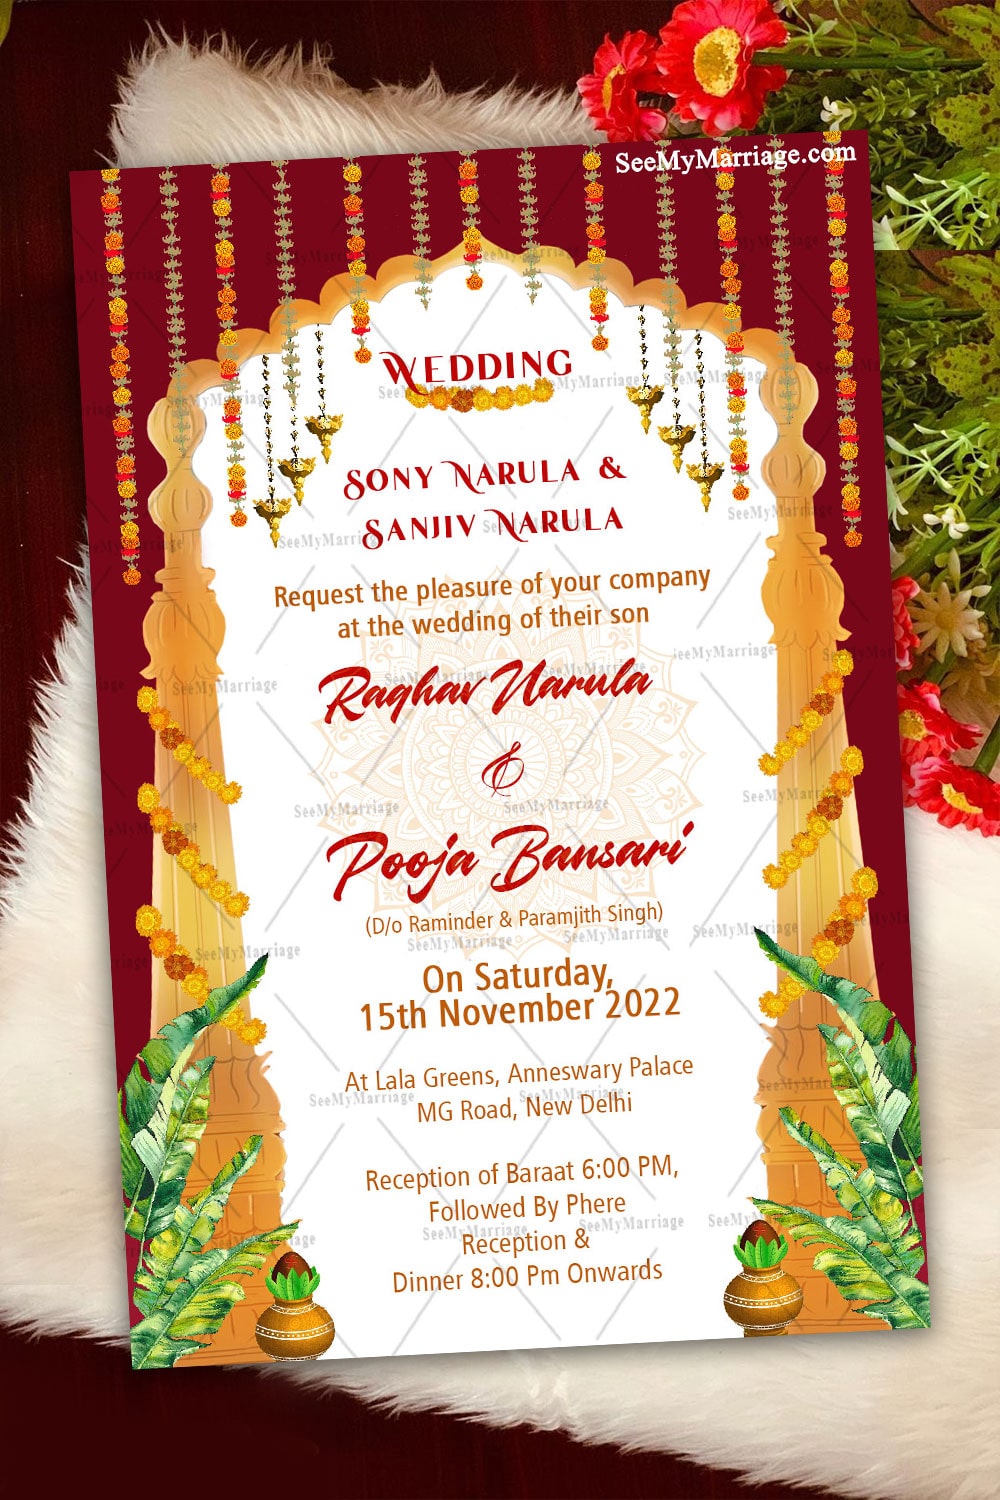 SeeMyMarriage.com
WEDDING
SONY NARULA &
SANJIV NARULA
Request the pleasure of your company
at the wedding of their son
Raghav Narula
&
Pooja Bansari
(D/o Raminder & Paramjith Singh)
On Saturday,
15th November 2022
At Lala Greens, Anneswary Palace
MG Road, New Delhi
Reception of Baraat 6:00 PM,
Followed By Phere
Reception &
Dinner 8:00 Pm Onwards
SeeMyMarriage